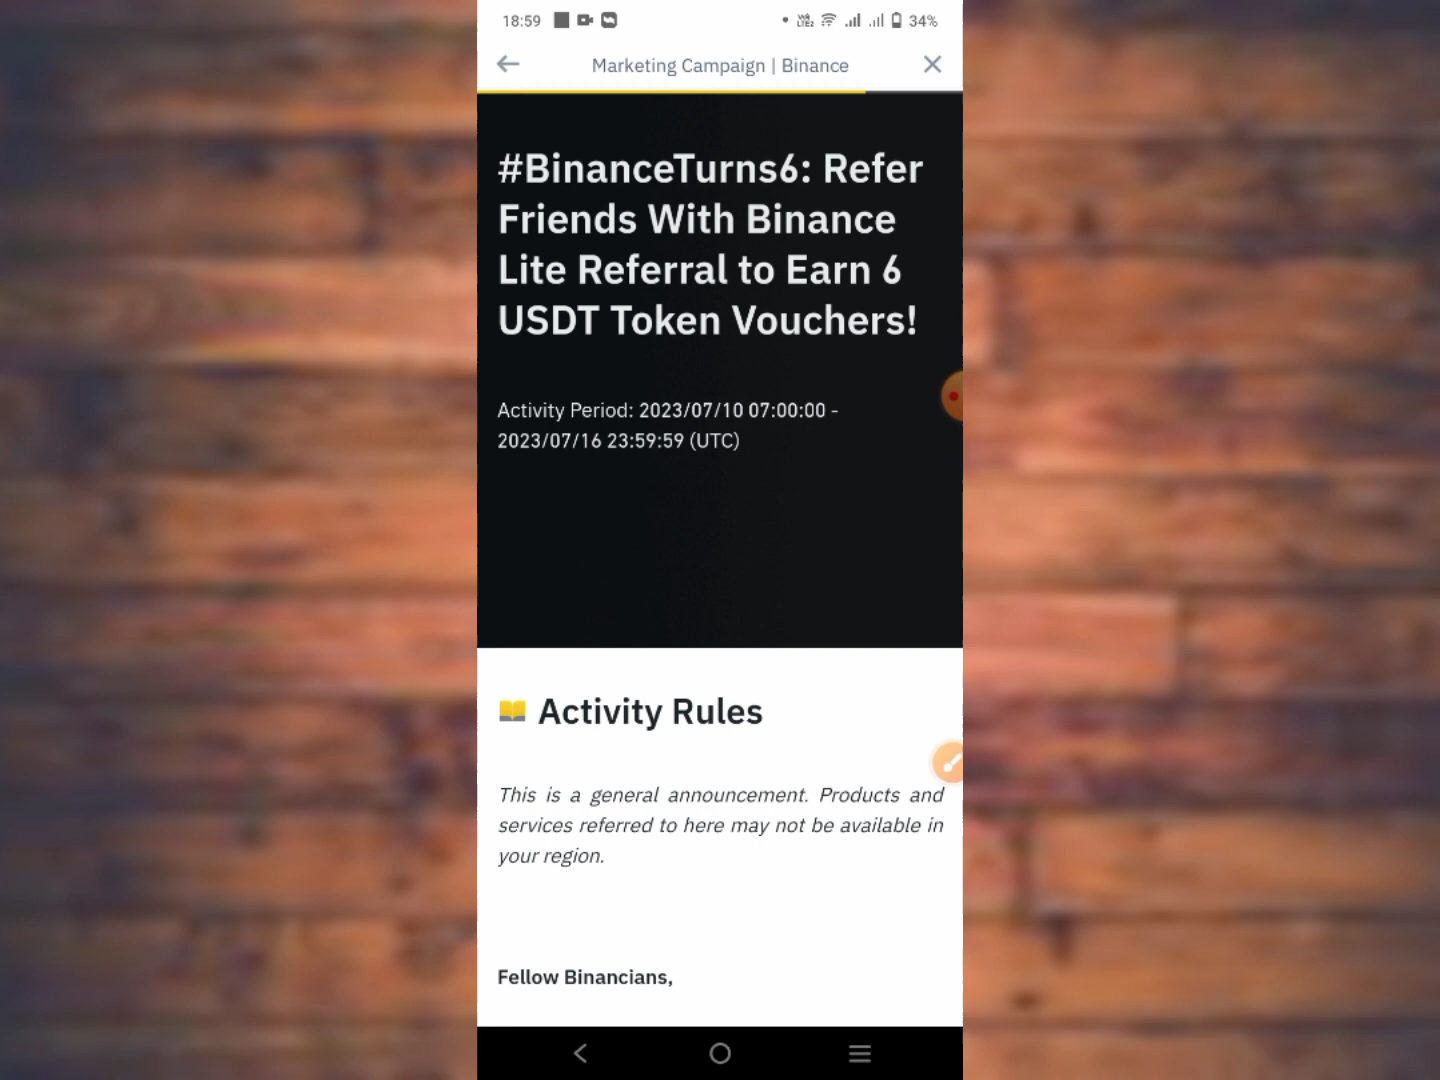 18:59
34%
Marketing Campaign | Binance
#BinanceTurns6: Refer
Friends With Binance
Lite Referral to Earn 6
USDT Token Vouchers!
Activity Period: 2023/07/10 07:00:00 -
2023/07/16 23:59:59 (UTC)
Activity Rules
This is a general announcement. Products and
services referred to here may not be available in
your region.
Fellow Binancians,